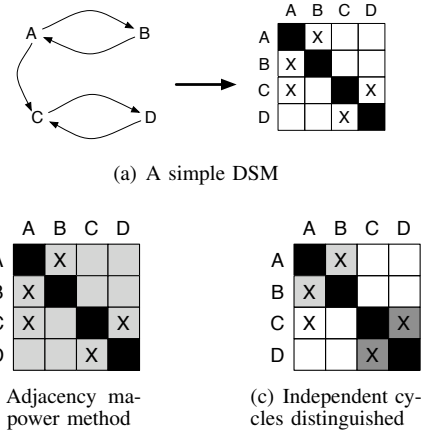 A B C D
A B A X
B X
C D C X X
D X
(a) A simple DSM
A B C D A B C D
X A X
B X B X
X X C X X
X D X
Adjacency ma- (c) Independent cy-
power method cles distinguished